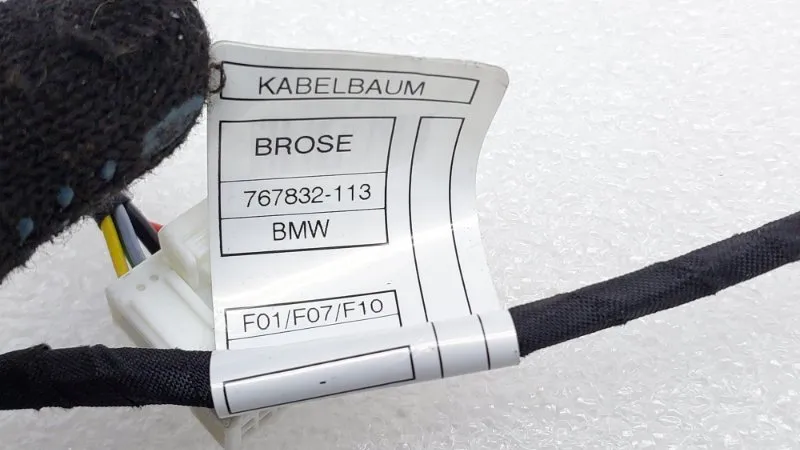 KABELBAUM
BROSE
767832-113
BMW
F01/F07/F10
-